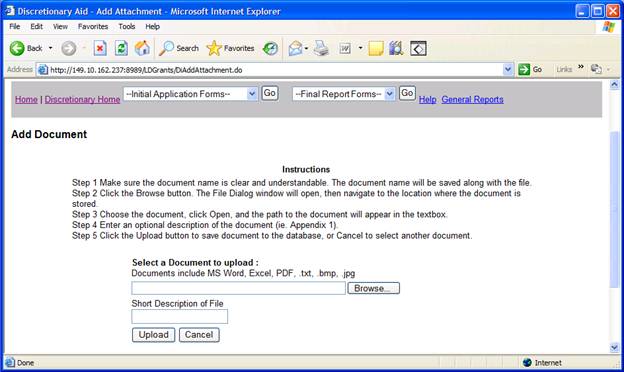 Discretionary Aid - Add Attachment - Microsoft Internet Explorer
File Edit View Favorites Tools Help
Back Search Favorites
Address http://149.10.162.237:8989/LDGrants/DiAddAttachment.do Go Links »
Home | Discretionary Home --Initial Application Forms-- Go --Final Report Forms-- Go Help General Reports
Add Document
Instructions
Step 1 Make sure the document name is clear and understandable. The document name will be saved along with the file.
Step 2 Click the Browse button. The File Dialog window will open, then navigate to the location where the document is
stored.
Step 3 Choose the document, click Open, and the path to the document will appear in the textbox.
Step 4 Enter an optional description of the document (ie. Appendix 1).
Step 5 Click the Upload button to save document to the database, or Cancel to select another document.
Select a Document to upload :
Documents include MS Word, Excel, PDF, .txt, .bmp, .jpg
Browse...
Short Description of File
Upload Cancel
Done Internet